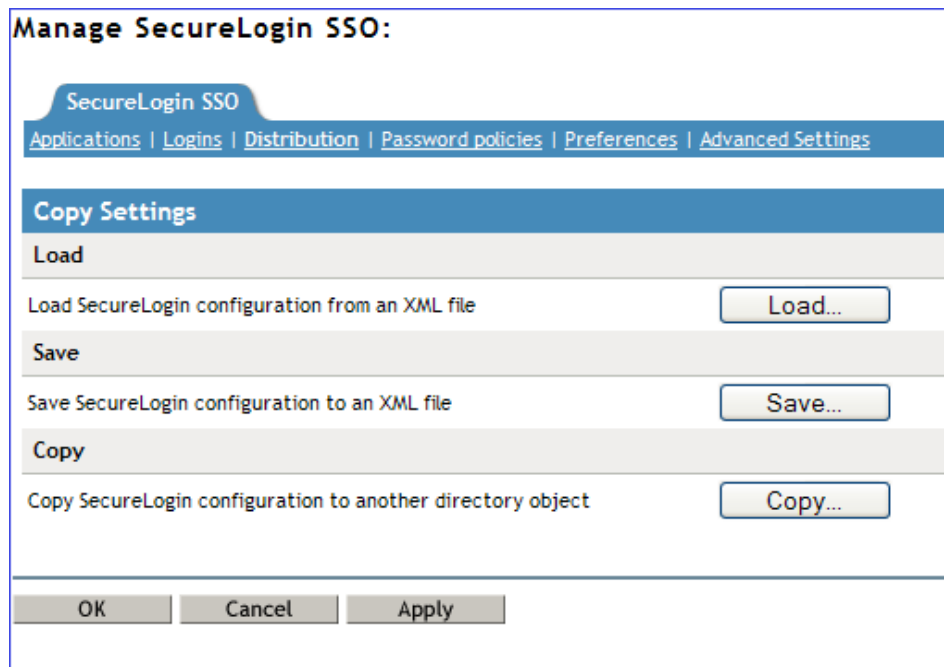 Manage SecureLogin SSO:
SecureLogin SSO
Applications | Logins | Distribution | Password policies | Preferences | Advanced Settings
Copy Settings
Load
Load SecureLogin configuration from an XML file Load...
Save
Save SecureLogin configuration to an XML file Save...
Copy
Copy SecureLogin configuration to another directory object Copy...
OK Cancel Apply